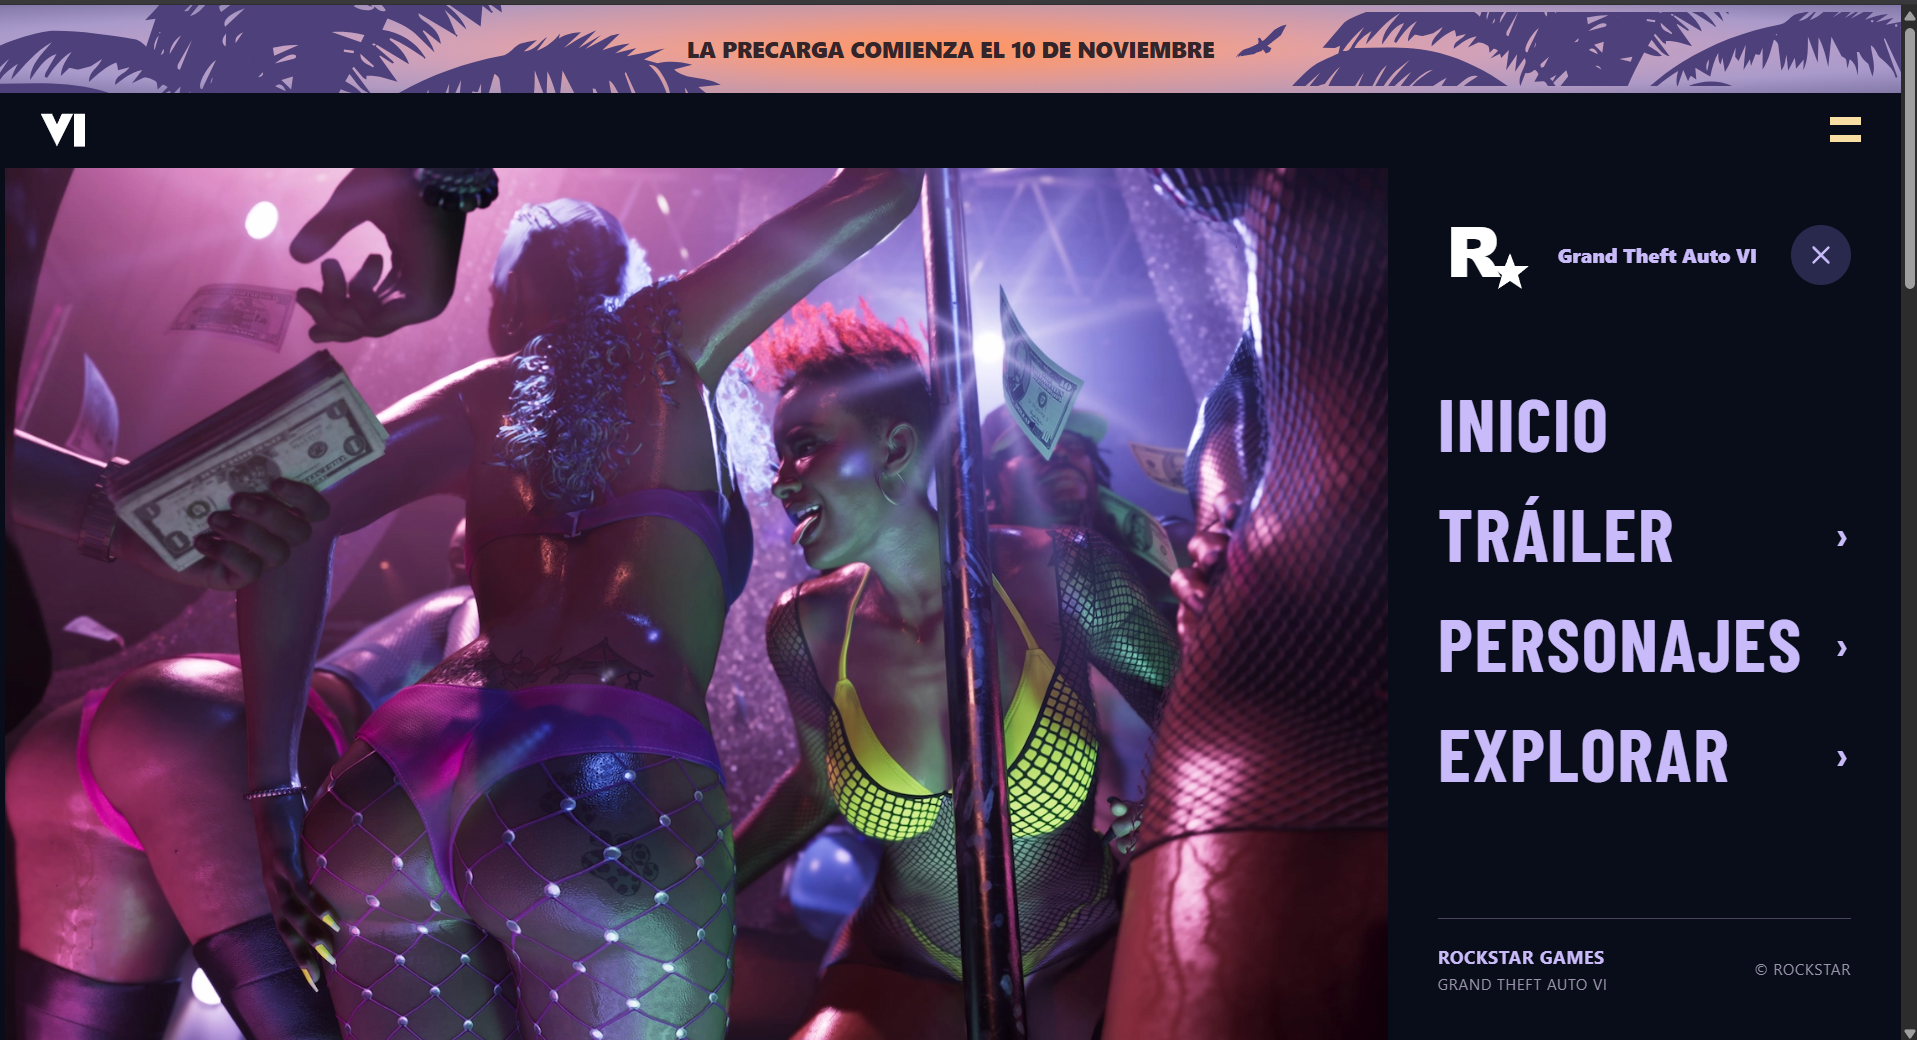 LA PRECARGA COMIENZA EL 10 DE NOVIEMBRE
VI
R
Grand Theft Auto VI
INICIO
TRÁILER
PERSONAJES
EXPLORAR
ROCKSTAR GAMES
GRAND THEFT AUTO VI
© ROCKSTAR